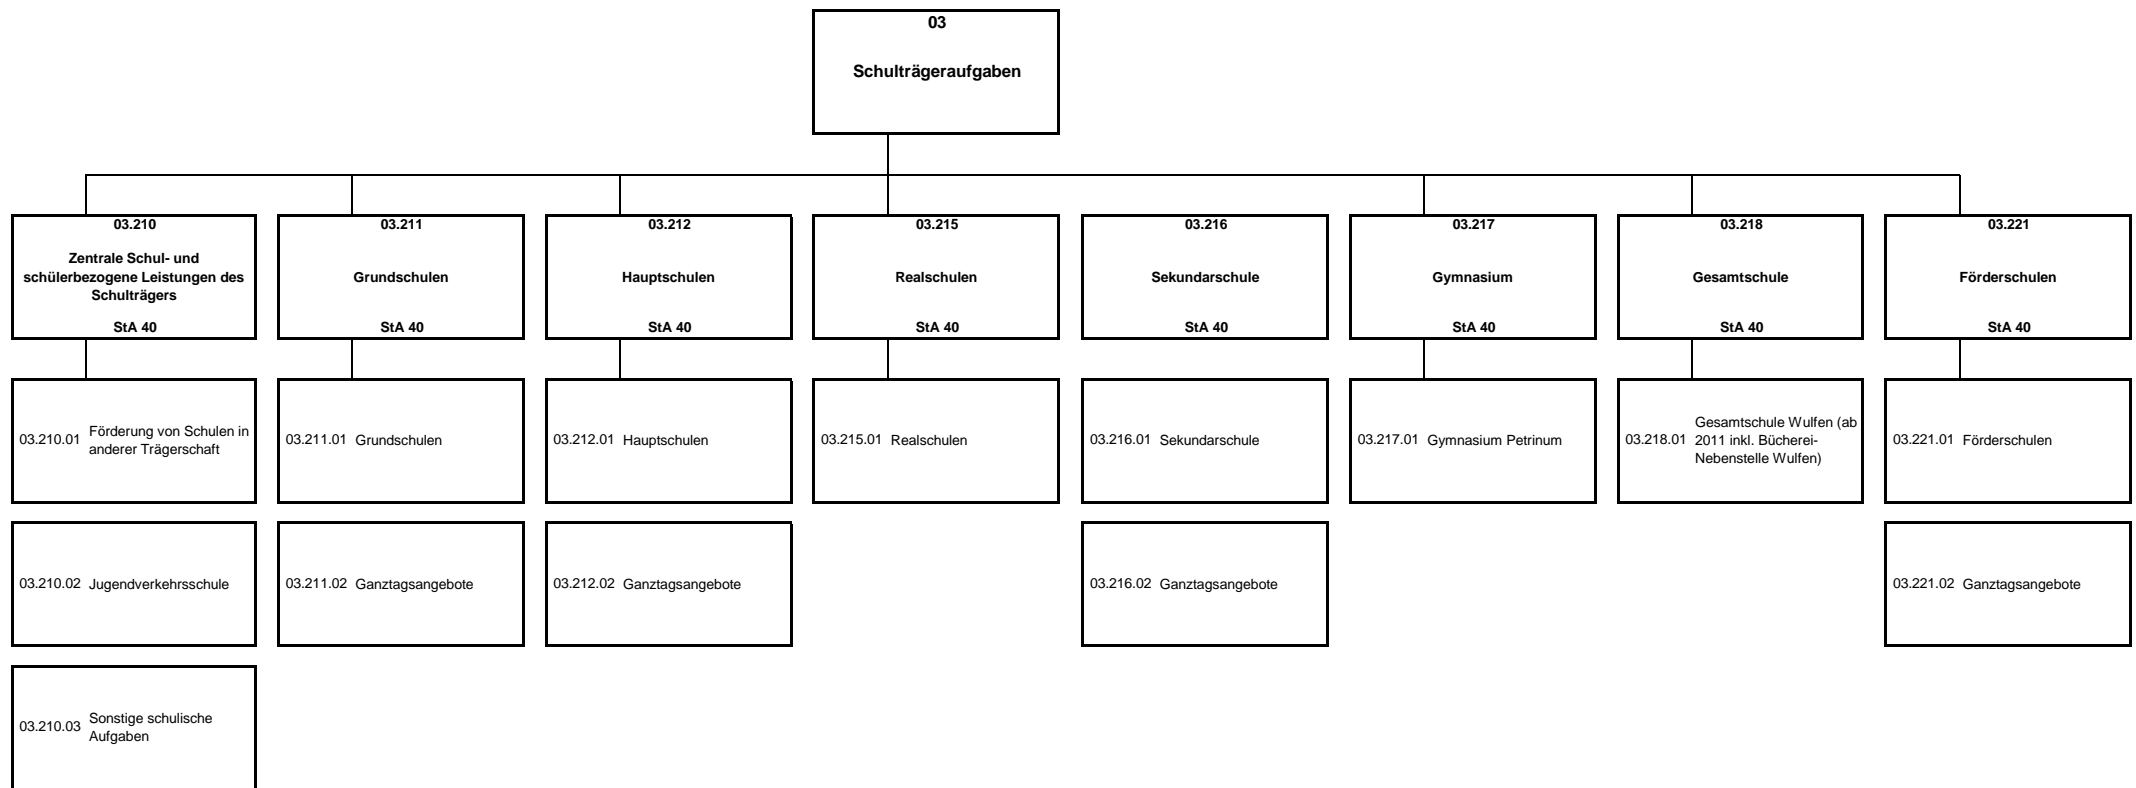 03
Schulträgeraufgaben
03.210
Zentrale Schul- und
schülerbezogene Leistungen des
Schulträgers
StA 40
03.211
Grundschulen
StA 40
03.212
Hauptschulen
StA 40
03.215
Realschulen
StA 40
03.216
Sekundarschule
StA 40
03.217
Gymnasium
StA 40
03.218
Gesamtschule
StA 40
03.221
Förderschulen
StA 40
03.210.01 Förderung von Schulen in
anderer Trägerschaft
03.211.01 Grundschulen
03.212.01 Hauptschulen
03.215.01 Realschulen
03.216.01 Sekundarschule
03.217.01 Gymnasium Petrinum
03.218.01 Gesamtschule Wulfen (ab
2011 inkl. Bücherei-
Nebenstelle Wulfen)
03.221.01 Förderschulen
03.210.02 Jugendverkehrsschule
03.211.02 Ganztagsangebote
03.212.02 Ganztagsangebote
03.216.02 Ganztagsangebote
03.221.02 Ganztagsangebote
03.210.03 Sonstige schulische
Aufgaben